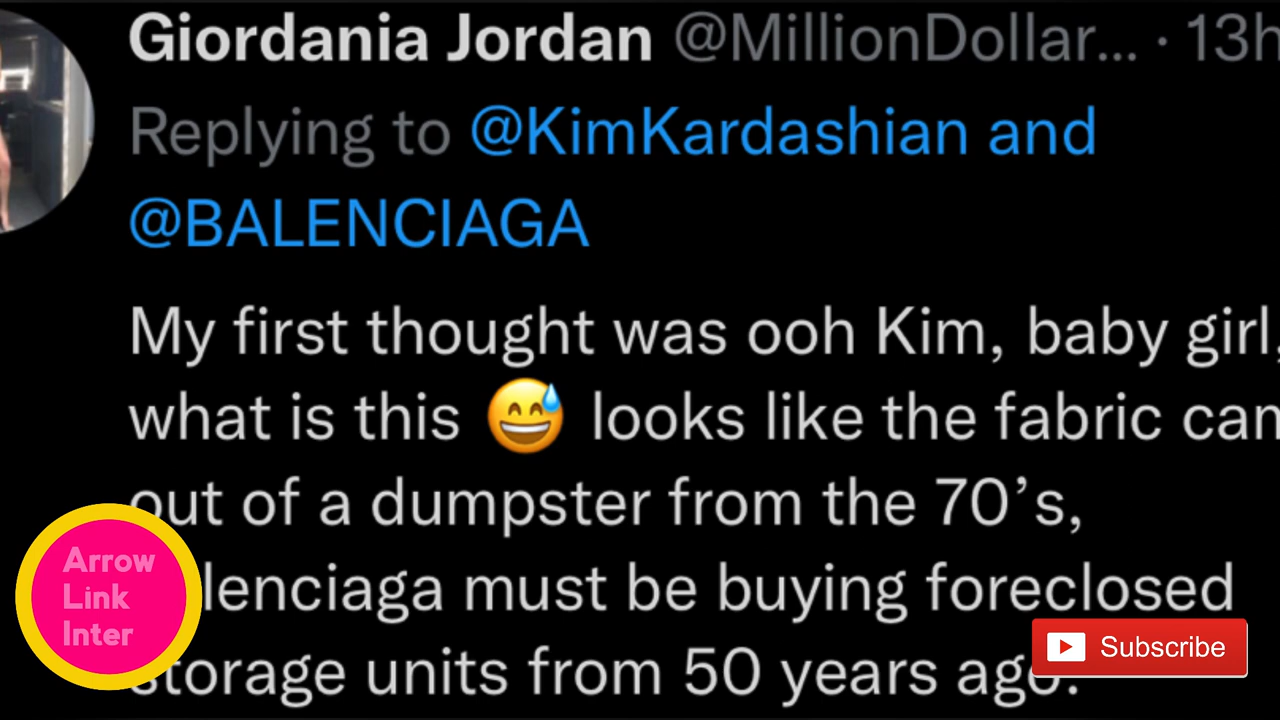 Giordania Jordan @MillionDollar... · 13h
Replying to @KimKardashian and
@BALENCIAGA
My first thought was ooh Kim, baby girl,
what is this 😅 looks like the fabric
out of a dumpster from the 70's,
lenciaga must be buying foreclosed
storage units from 50 years ago.
Arrow
Link
Inter
Subscribe